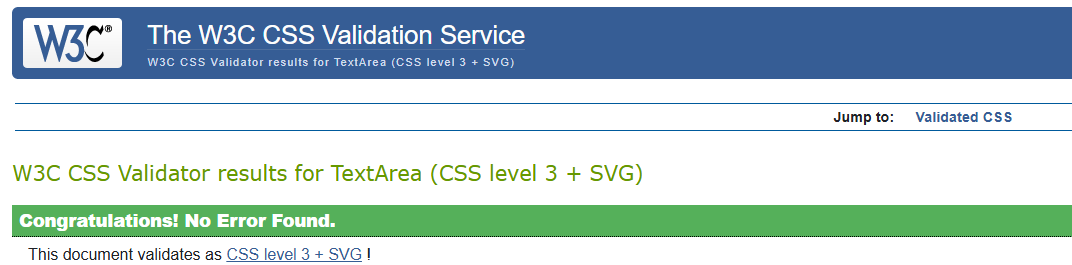 W3C®
The W3C CSS Validation Service
W3C CSS Validator results for TextArea (CSS level 3 + SVG)
Jump to: Validated CSS
W3C CSS Validator results for TextArea (CSS level 3 + SVG)
Congratulations! No Error Found.
This document validates as CSS level 3 + SVG !